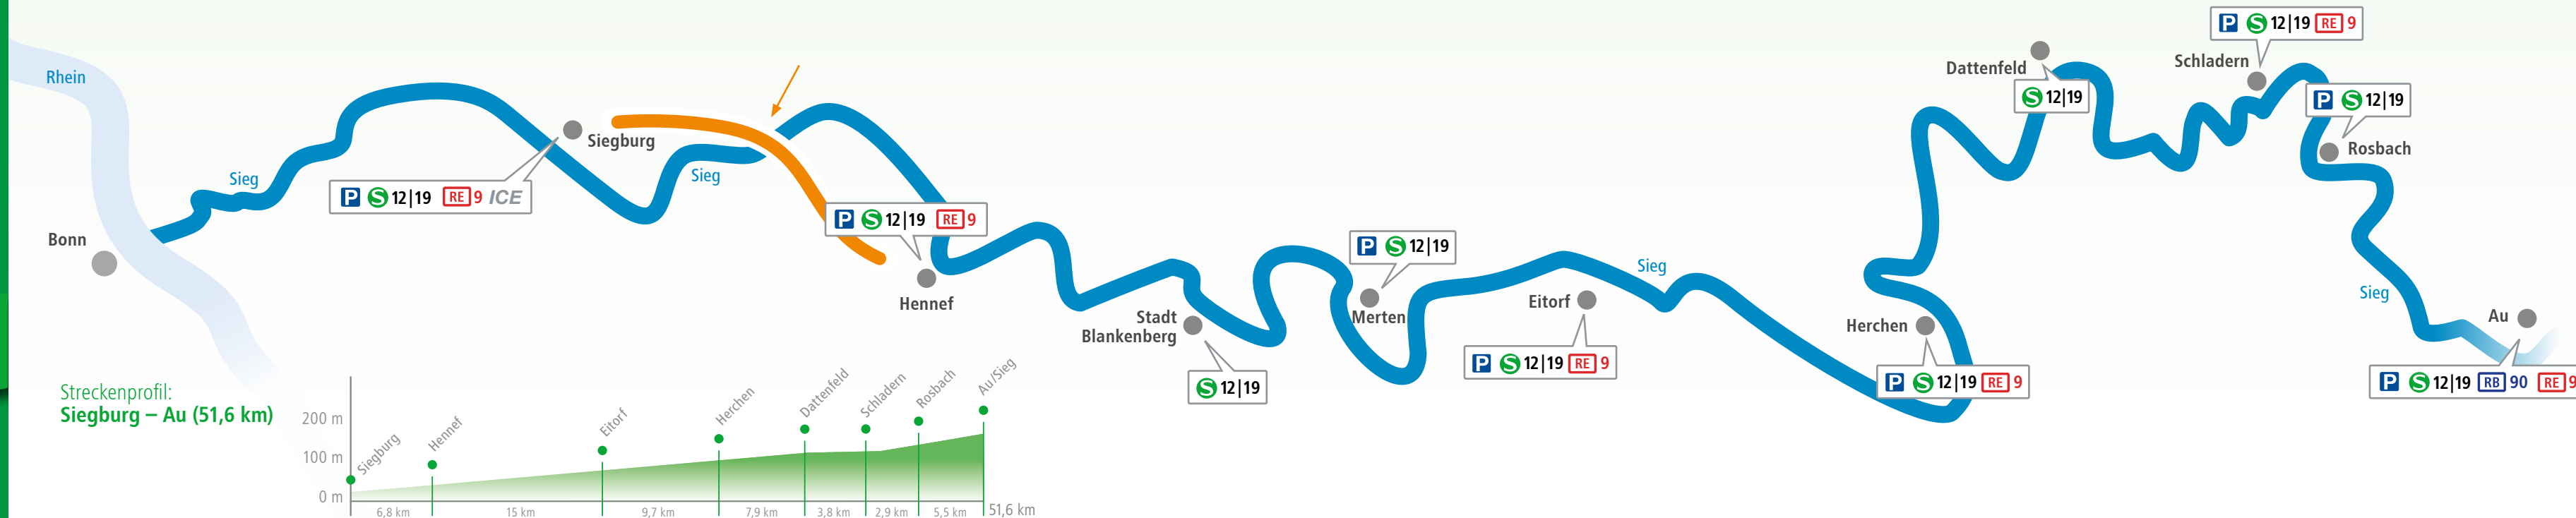 Rhein
Bonn
Sieg
P S 12|19 RE 9 ICE
Siegburg
Sieg
P S 12|19 RE 9
Hennef
Stadt
Blankenberg
S 12|19
P S 12|19
Merten
Eitorf
P S 12|19 RE 9
Sieg
Herchen
P S 12|19 RE 9
Dattenfeld
S 12|19
P S 12|19 RE 9
Schladern
P S 12|19
Rosbach
Sieg
Au
P S 12|19 RB 90 RE 9
Streckenprofil:
Siegburg – Au (51,6 km)
200 m
100 m
0 m
Siegburg
Hennef
Eitorf
Herchen
Dattenfeld
Schladern
Rosbach
Au/Sieg
6,8 km
15 km
9,7 km
7,9 km
3,8 km
2,9 km
5,5 km
51,6 km